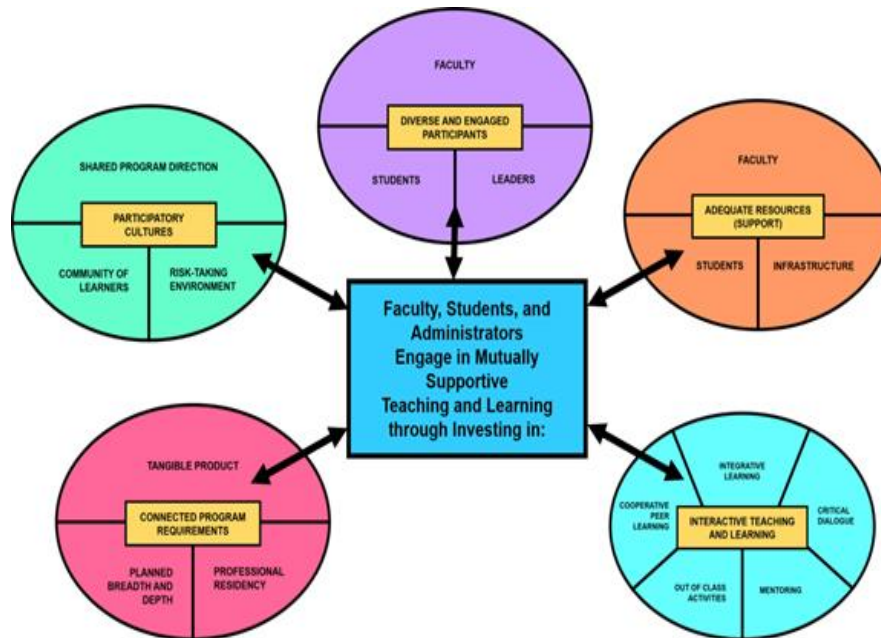 FACULTY
DIVERSE AND ENGAGED
PARTICIPANTS
STUDENTS
LEADERS
SHARED PROGRAM DIRECTION
PARTICIPATORY
CULTURES
COMMUNITY OF
LEARNERS
RISK-TAKING
ENVIRONMENT
FACULTY
ADEQUATE RESOURCES
(SUPPORT)
STUDENTS
INFRASTRUCTURE
Faculty, Students, and
Administrators
Engage in Mutually
Supportive
Teaching and Learning
through Investing in:
TANGIBLE PRODUCT
CONNECTED PROGRAM
REQUIREMENTS
PLANNED
BREADTH AND
DEPTH
PROFESSIONAL
RESIDENCY
INTEGRATIVE
LEARNING
COOPERATIVE
PEER
LEARNING
CRITICAL
DIALOGUE
INTERACTIVE TEACHING
AND LEARNING
OUT OF CLASS
ACTIVITIES
MENTORING